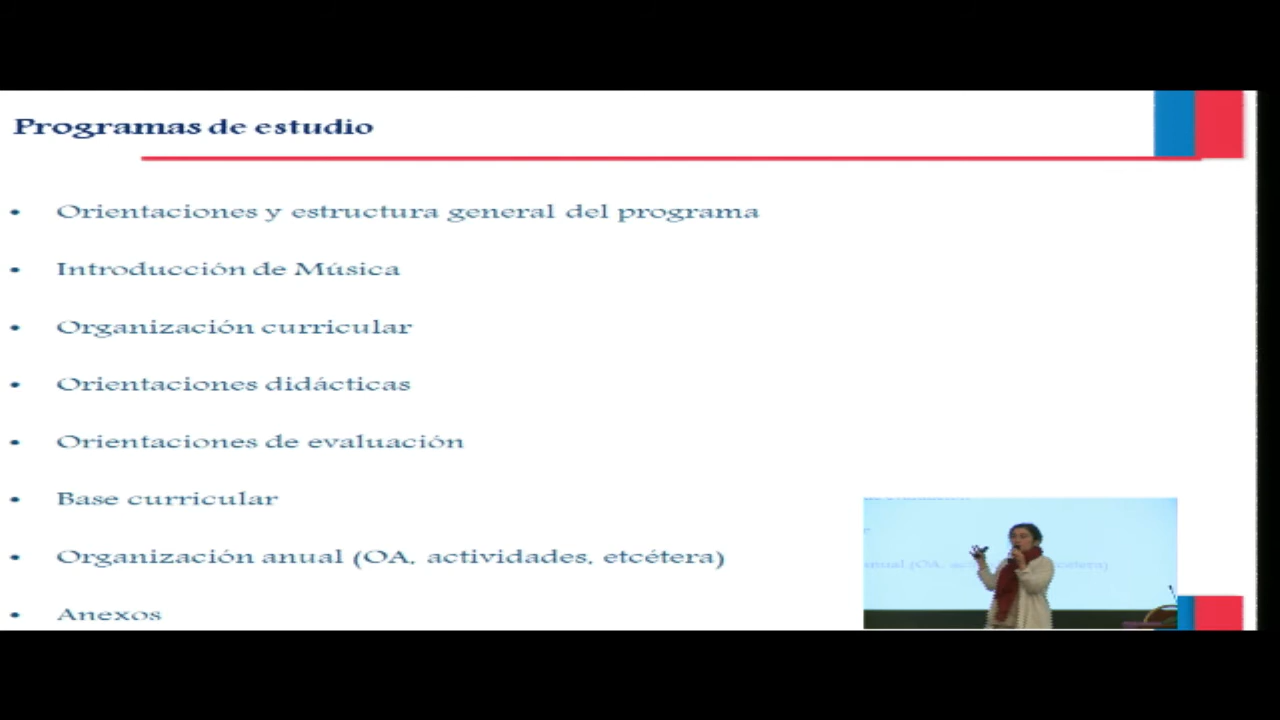 Programas de estudio
• Orientaciones y estructura general del programa
• Introducción de Música
• Organización curricular
• Orientaciones didácticas
• Orientaciones de evaluación
• Base curricular
• Organización anual (OA, actividades, etcétera)
• Anexos